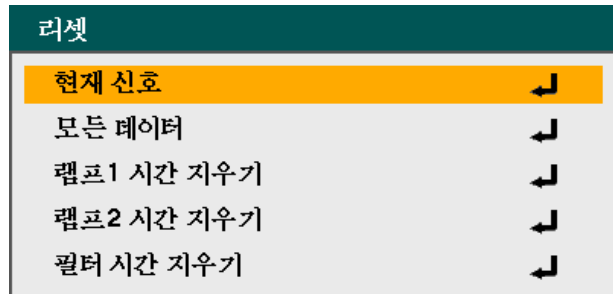 리셋
현재 신호
모든 데이터
램프1 시간 지우기
램프2 시간 지우기
필터 시간 지우기